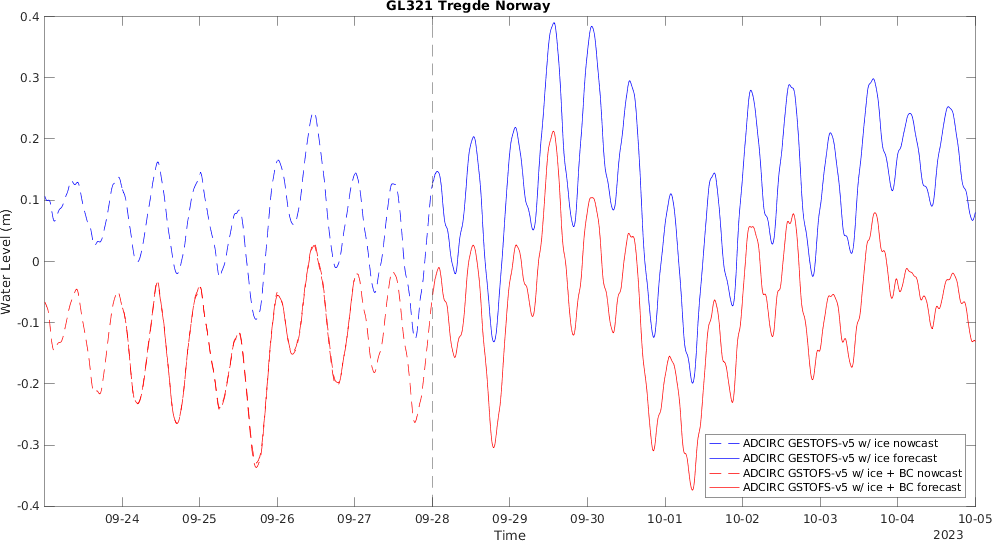 GL321 Tregde Norway
Water Level (m)
0.4
0.3
0.2
0.1
0
-0.1
-0.2
-0.3
-0.4
ADCIRC GESTOFS-v5 w/ ice nowcast
ADCIRC GESTOFS-v5 w/ ice forecast
ADCIRC GSTOFS-v5 w/ ice + BC nowcast
ADCIRC GSTOFS-v5 w/ ice + BC forecast
09-24 09-25 09-26 09-27 09-28 09-29 09-30 10-01 10-02 10-03 10-04 10-05
Time
2023